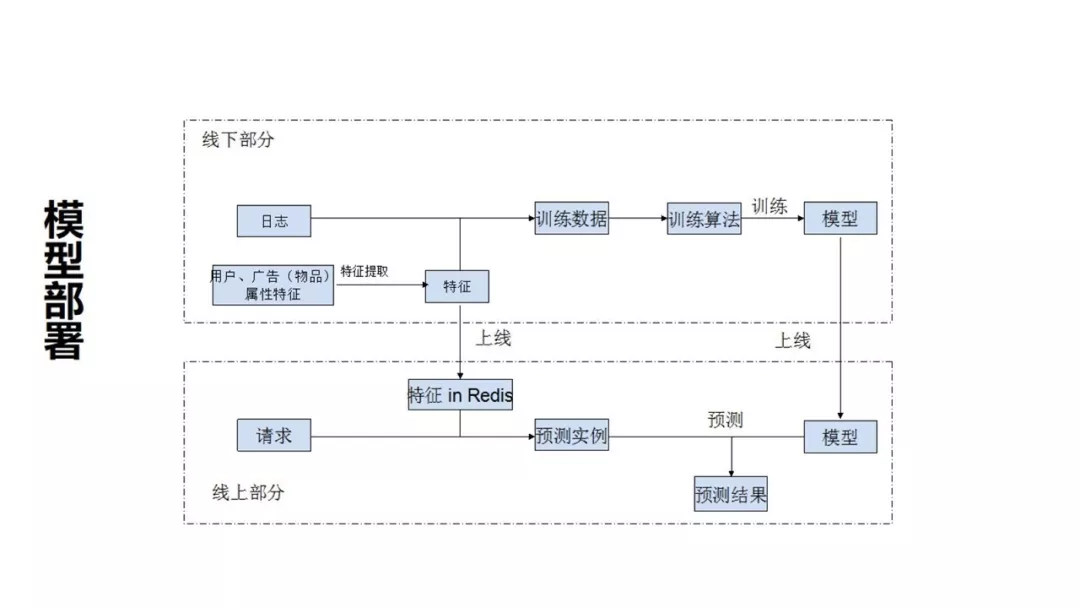 模型部署
线下部分
日志
训练数据
训练算法
训练
模型
用户、广告（物品）
属性特征
特征提取
特征
上线
上线
特征 in Redis
请求
预测实例
预测
模型
线上部分
预测结果